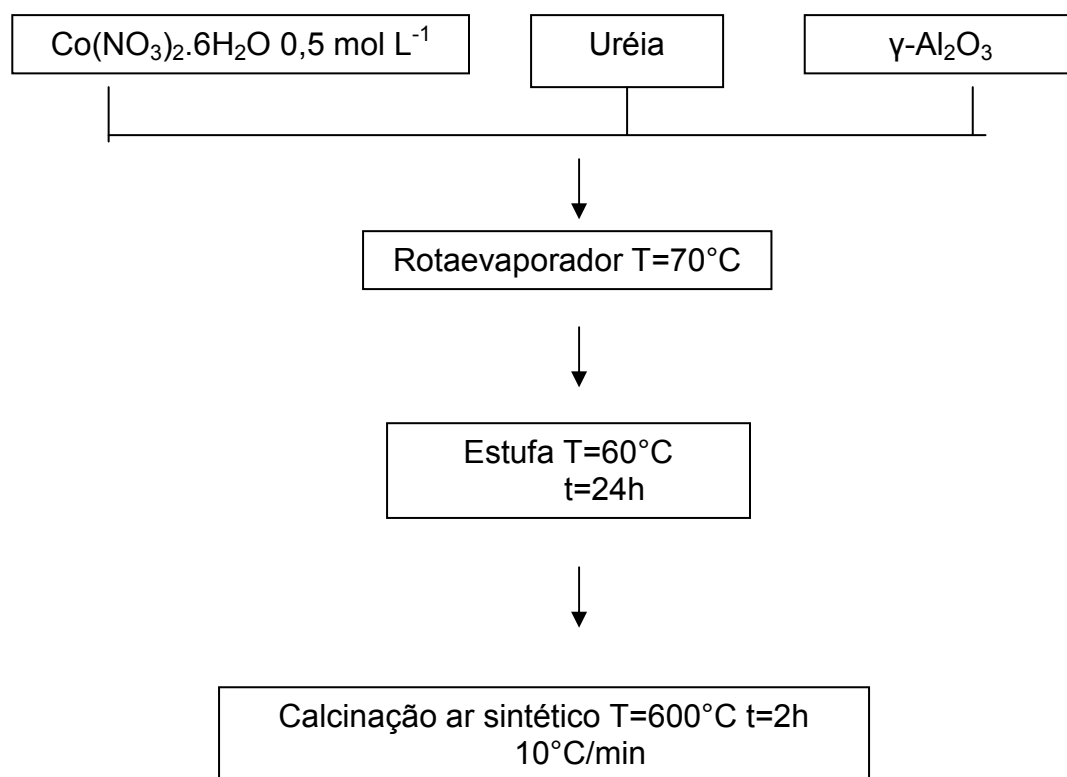 Co(NO₃)₂.6H₂O 0,5 mol L⁻¹
Uréia
γ-Al₂O₃
Rotaevaporador T=70°C
Estufa T=60°C
t=24h
Calcinação ar sintético T=600°C t=2h
10°C/min